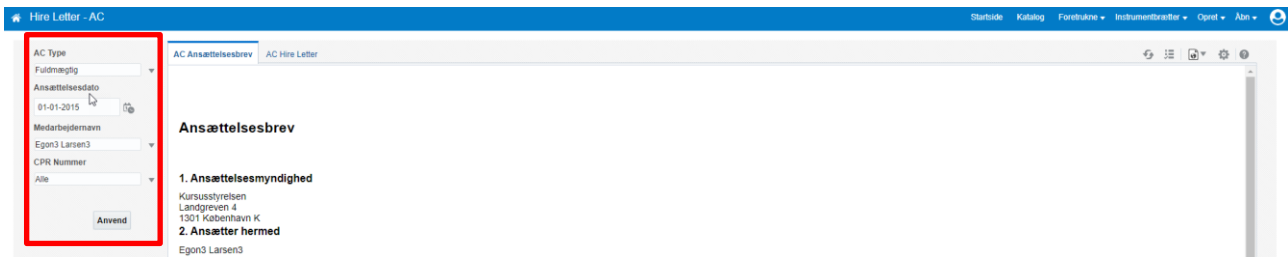 Hire Letter - AC
Startside Katalog Foretrukne Instrumentbrætter Opret Åbn
AC Type
Fuldmægtig
Ansættelsesdato
01-01-2015
Medarbejdernavn
Egon3 Larsen3
CPR Nummer
Alle
Anvend
AC Ansættelsesbrev AC Hire Letter
Ansættelsesbrev
1. Ansættelsesmyndighed
Kursusstyrelsen
Landgreven 4
1301 København K
2. Ansætter hermed
Egon3 Larsen3